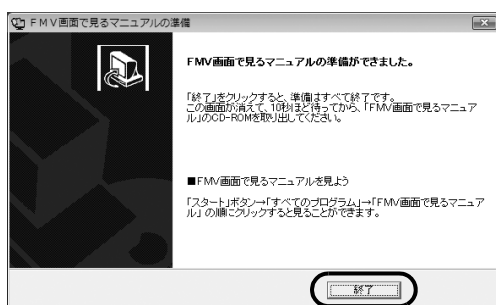 FMV画面で見るマニュアルの準備
FMV画面で見るマニュアルの準備ができました。
「終了」をクリックすると、準備はすべて終了です。
この画面が消えて、10秒ほど待ってから、「FMV画面で見るマニュア
ル」のCD-ROMを取り出してください。
■FMV画面で見るマニュアルを見よう
「スタート」ボタン→「すべてのプログラム」→「FMV画面で見るマニュア
ル」の順にクリックすると見ることができます。
終了